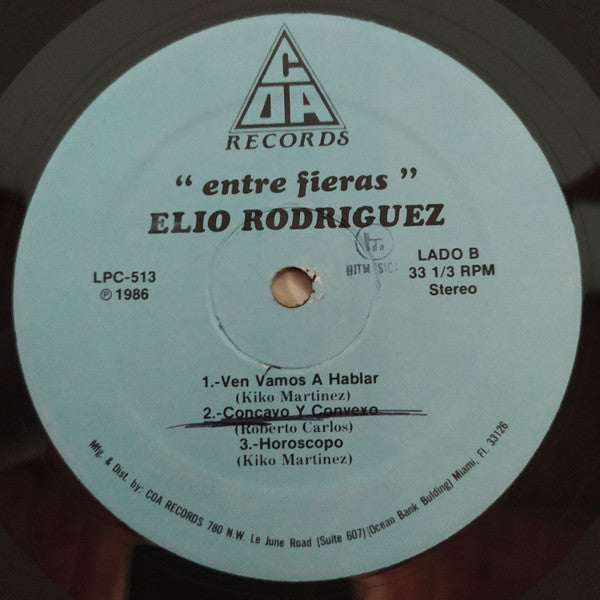 COA
RECORDS
“ entre fieras ”
ELIO RODRIGUEZ
LPC-513
℗ 1986
LADO B
33 1/3 RPM
Stereo
1.-Ven Vamos A Hablar
(Kiko Martinez)
2.-Concavo Y Convexo
(Roberto Carlos)
3.-Horoscopo
(Kiko Martinez)
Mfg. & Dist. by: COA RECORDS 780 N.W. Le June Road (Suite 607) (Ocean Bank Bulding) Miami, Fl. 33126